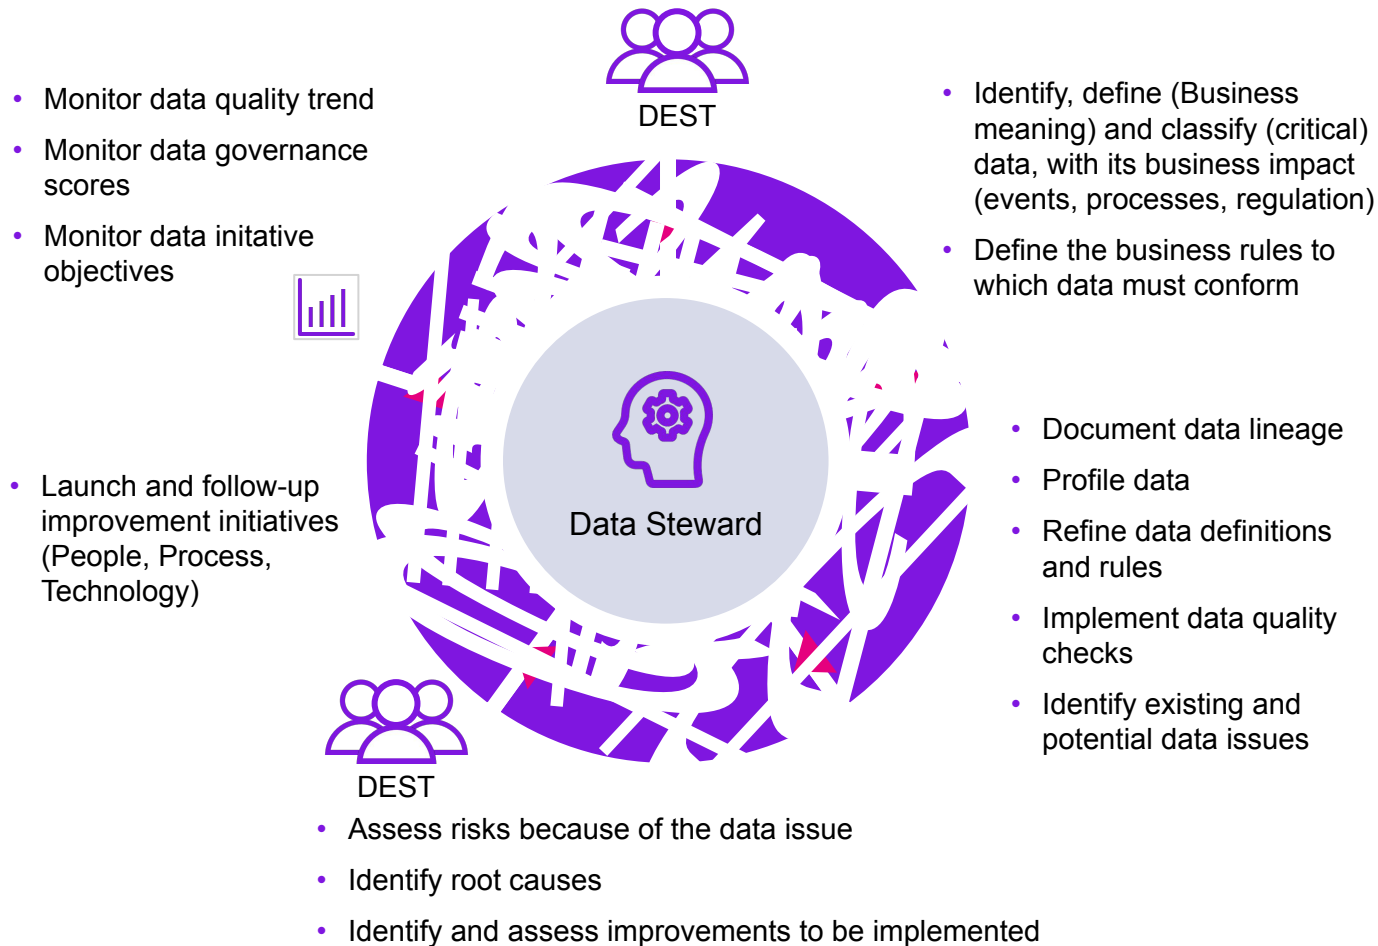 DEST
• Monitor data quality trend
• Monitor data governance
scores
• Monitor data initative
objectives
• Identify, define (Business
meaning) and classify (critical)
data, with its business impact
(events, processes, regulation)
• Define the business rules to
which data must conform
Data Steward
• Document data lineage
• Profile data
• Refine data definitions
and rules
• Implement data quality
checks
• Identify existing and
potential data issues
• Launch and follow-up
improvement initiatives
(People, Process,
Technology)
DEST
• Assess risks because of the data issue
• Identify root causes
• Identify and assess improvements to be implemented